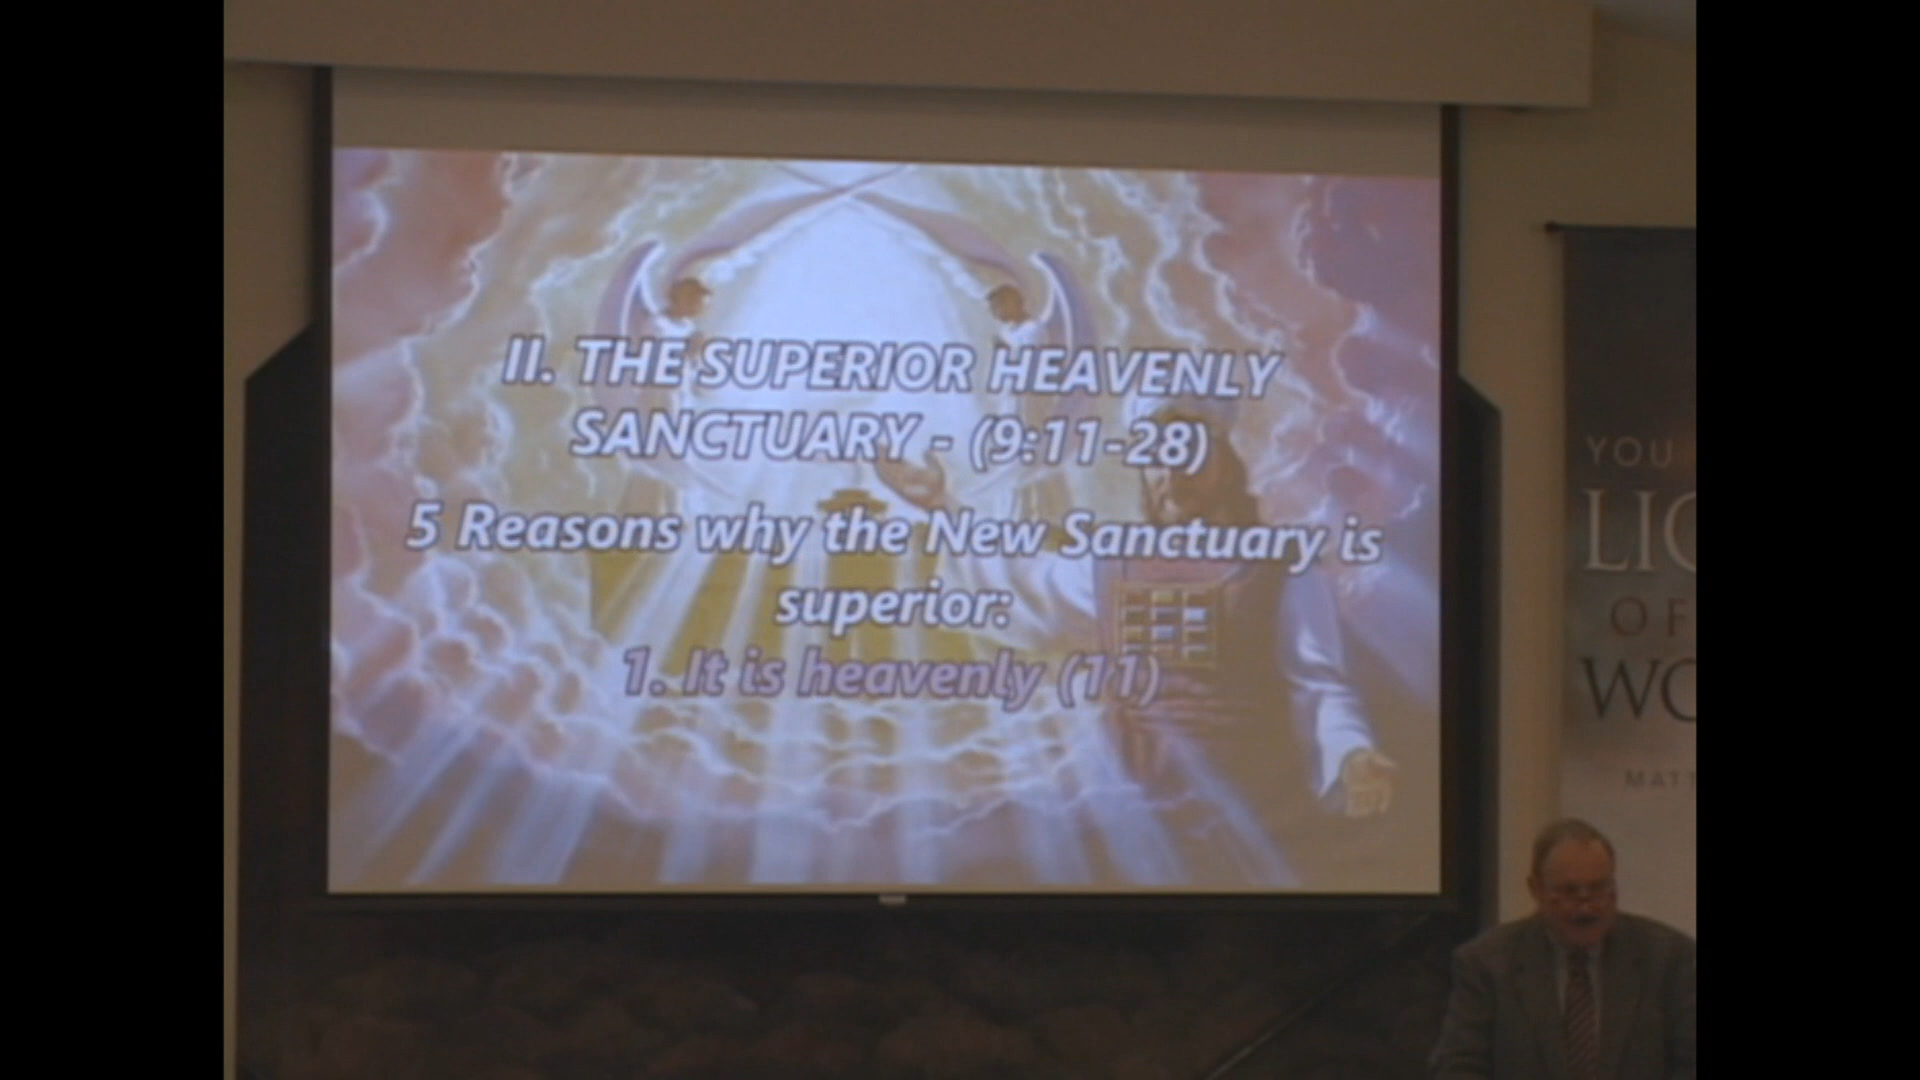 II. THE SUPERIOR HEAVENLY
SANCTUARY - (9:11-28)
5 Reasons why the New Sanctuary is
superior:
1. It is heavenly (11)
YOU
LIG
OF
WO
MATT